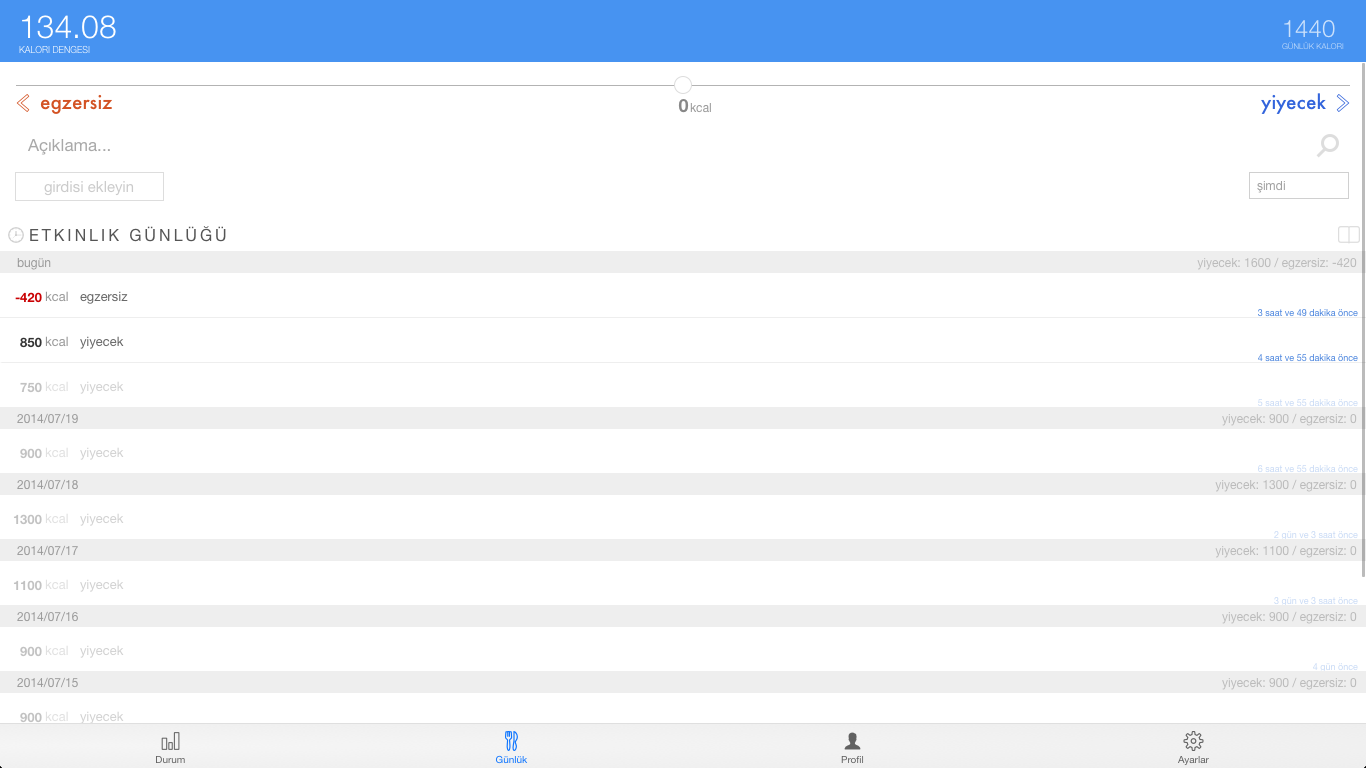 134.08
KALORİ DENGESİ
1440
GÜNLÜK KALORİ
egzersiz
0 kcal
yiyecek
Açıklama...
girdisi ekleyin
şimdi
ETKINLIK GÜNLÜĞÜ
bugün yiyecek: 1600 / egzersiz: -420
-420 kcal egzersiz
3 saat ve 49 dakika önce
850 kcal yiyecek
4 saat ve 55 dakika önce
750 kcal yiyecek
5 saat ve 55 dakika önce
2014/07/19 yiyecek: 900 / egzersiz: 0
900 kcal yiyecek
6 saat ve 55 dakika önce
2014/07/18 yiyecek: 1300 / egzersiz: 0
1300 kcal yiyecek
2 gün ve 3 saat önce
2014/07/17 yiyecek: 1100 / egzersiz: 0
1100 kcal yiyecek
3 gün ve 3 saat önce
2014/07/16 yiyecek: 900 / egzersiz: 0
900 kcal yiyecek
4 gün önce
2014/07/15 yiyecek: 900 / egzersiz: 0
900 kcal yiyecek
Durum Günlük Profil Ayarlar